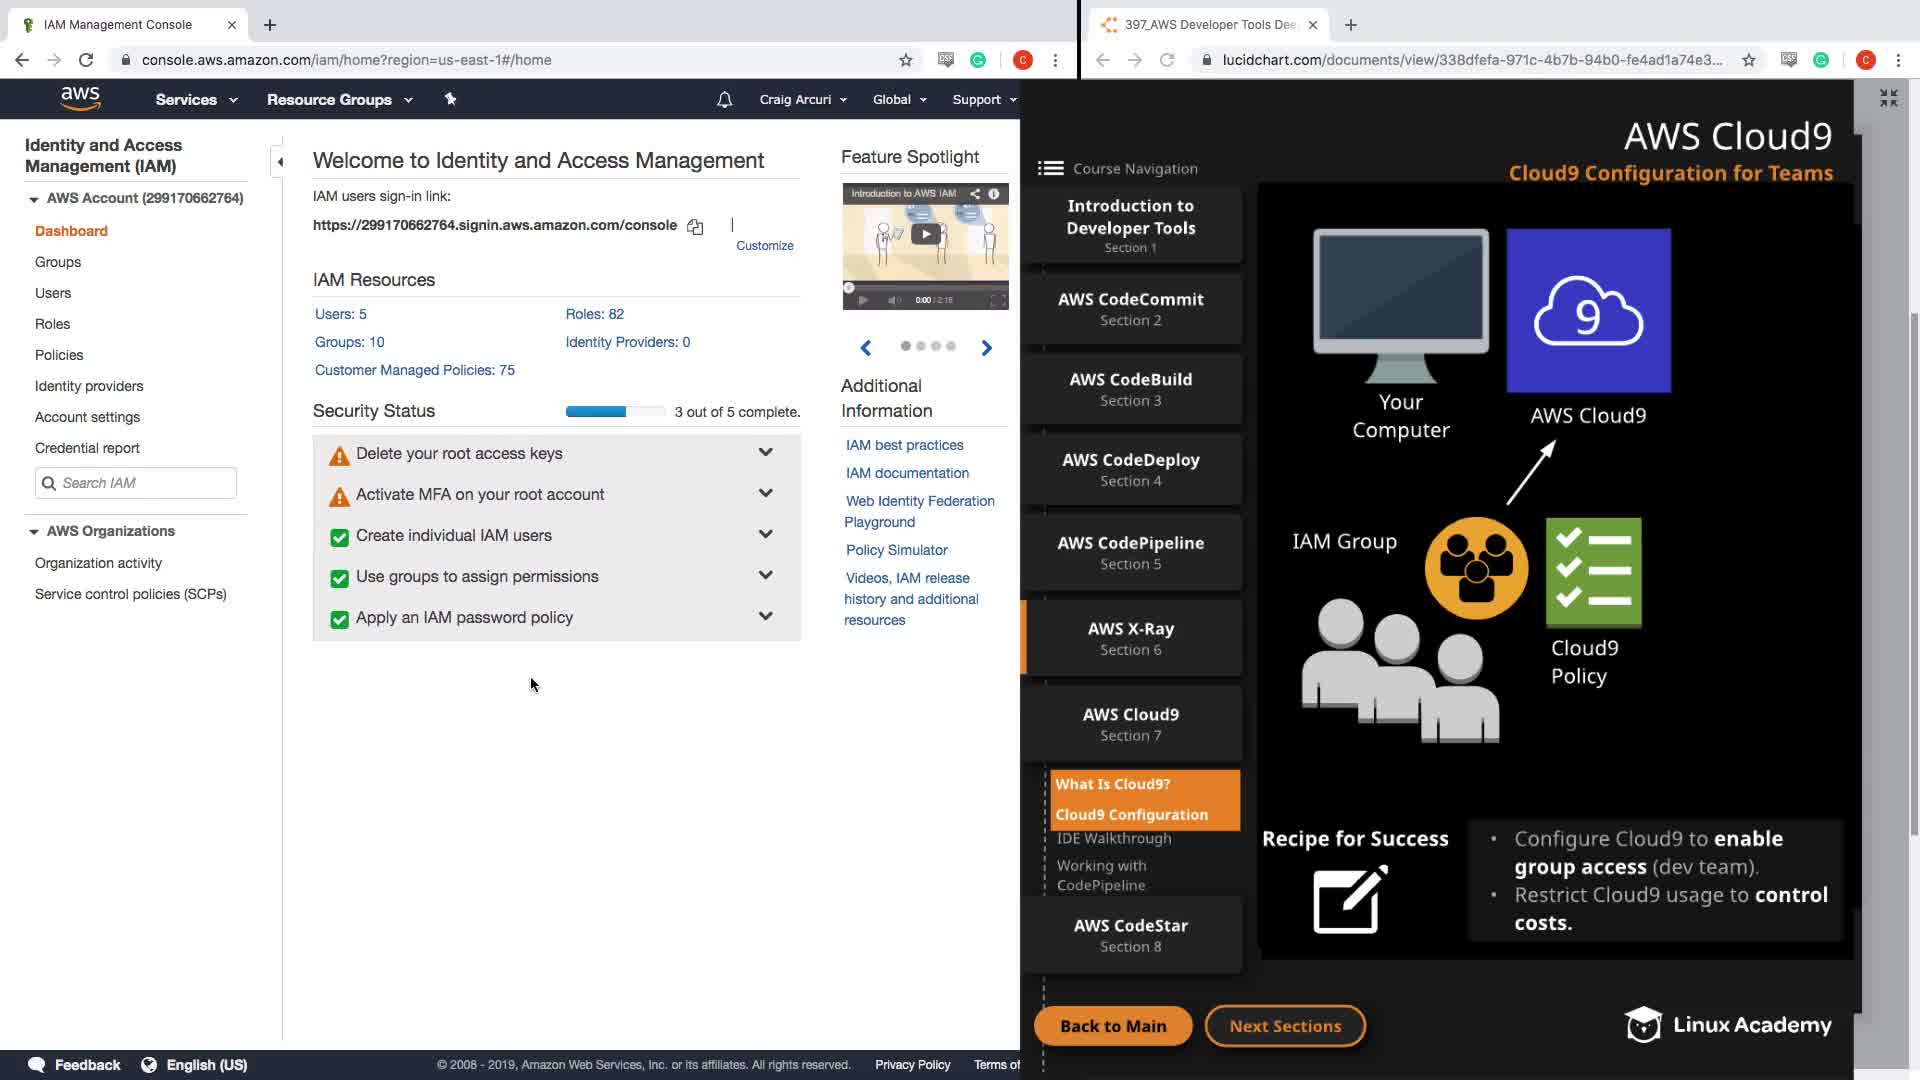 IAM Management Console
397_AWS Developer Tools Dee
console.aws.amazon.com/iam/home?region=us-east-1#/home
lucidchart.com/documents/view/338dfefa-971c-4b7b-94b0-fe4ad1a74e3...
aws
Services
Resource Groups
Craig Arcuri
Global
Support
Identity and Access
Management (IAM)
AWS Account (299170662764)
Dashboard
Groups
Users
Roles
Policies
Identity providers
Account settings
Credential report
Search IAM
AWS Organizations
Organization activity
Service control policies (SCPs)
Welcome to Identity and Access Management
IAM users sign-in link:
https://299170662764.signin.aws.amazon.com/console
Customize
IAM Resources
Users: 5
Roles: 82
Groups: 10
Identity Providers: 0
Customer Managed Policies: 75
Security Status
3 out of 5 complete.
Delete your root access keys
Activate MFA on your root account
Create individual IAM users
Use groups to assign permissions
Apply an IAM password policy
Feature Spotlight
Introduction to AWS IAM
0:00 / 2:16
Additional
Information
IAM best practices
IAM documentation
Web Identity Federation
Playground
Policy Simulator
Videos, IAM release
history and additional
resources
Feedback
English (US)
© 2008 - 2019, Amazon Web Services, Inc. or its affiliates. All rights reserved.
Privacy Policy
Terms of
AWS Cloud9
Cloud9 Configuration for Teams
Course Navigation
Introduction to
Developer Tools
Section 1
AWS CodeCommit
Section 2
AWS CodeBuild
Section 3
AWS CodeDeploy
Section 4
AWS CodePipeline
Section 5
AWS X-Ray
Section 6
AWS Cloud9
Section 7
What Is Cloud9?
Cloud9 Configuration
IDE Walkthrough
Working with
CodePipeline
AWS CodeStar
Section 8
Back to Main
Next Sections
9
Your
Computer
AWS Cloud9
IAM Group
Cloud9
Policy
Recipe for Success
• Configure Cloud9 to enable
group access (dev team).
• Restrict Cloud9 usage to control
costs.
Linux Academy